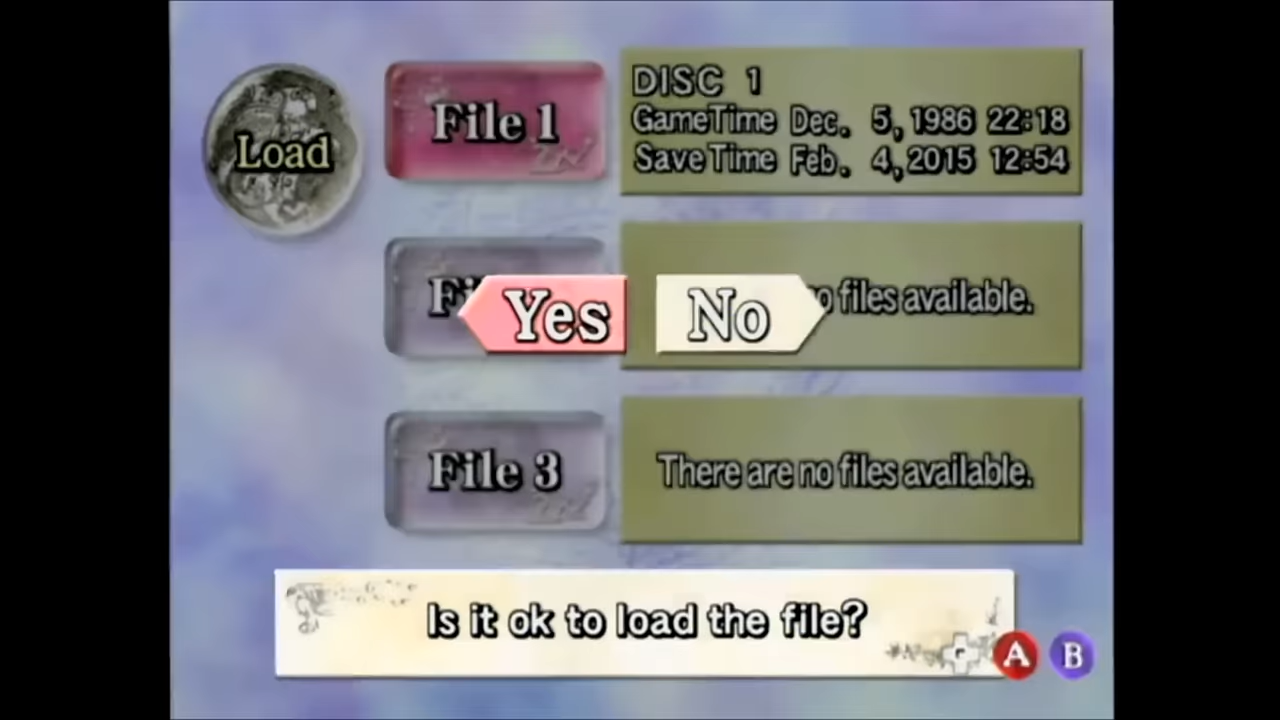 Load
File 1
DISC 1
GameTime Dec. 5,1986 22:18
SaveTime Feb. 4,2015 12:54
Fi
Yes
No
o files available.
File 3
There are no files available.
Is it ok to load the file?
A
B